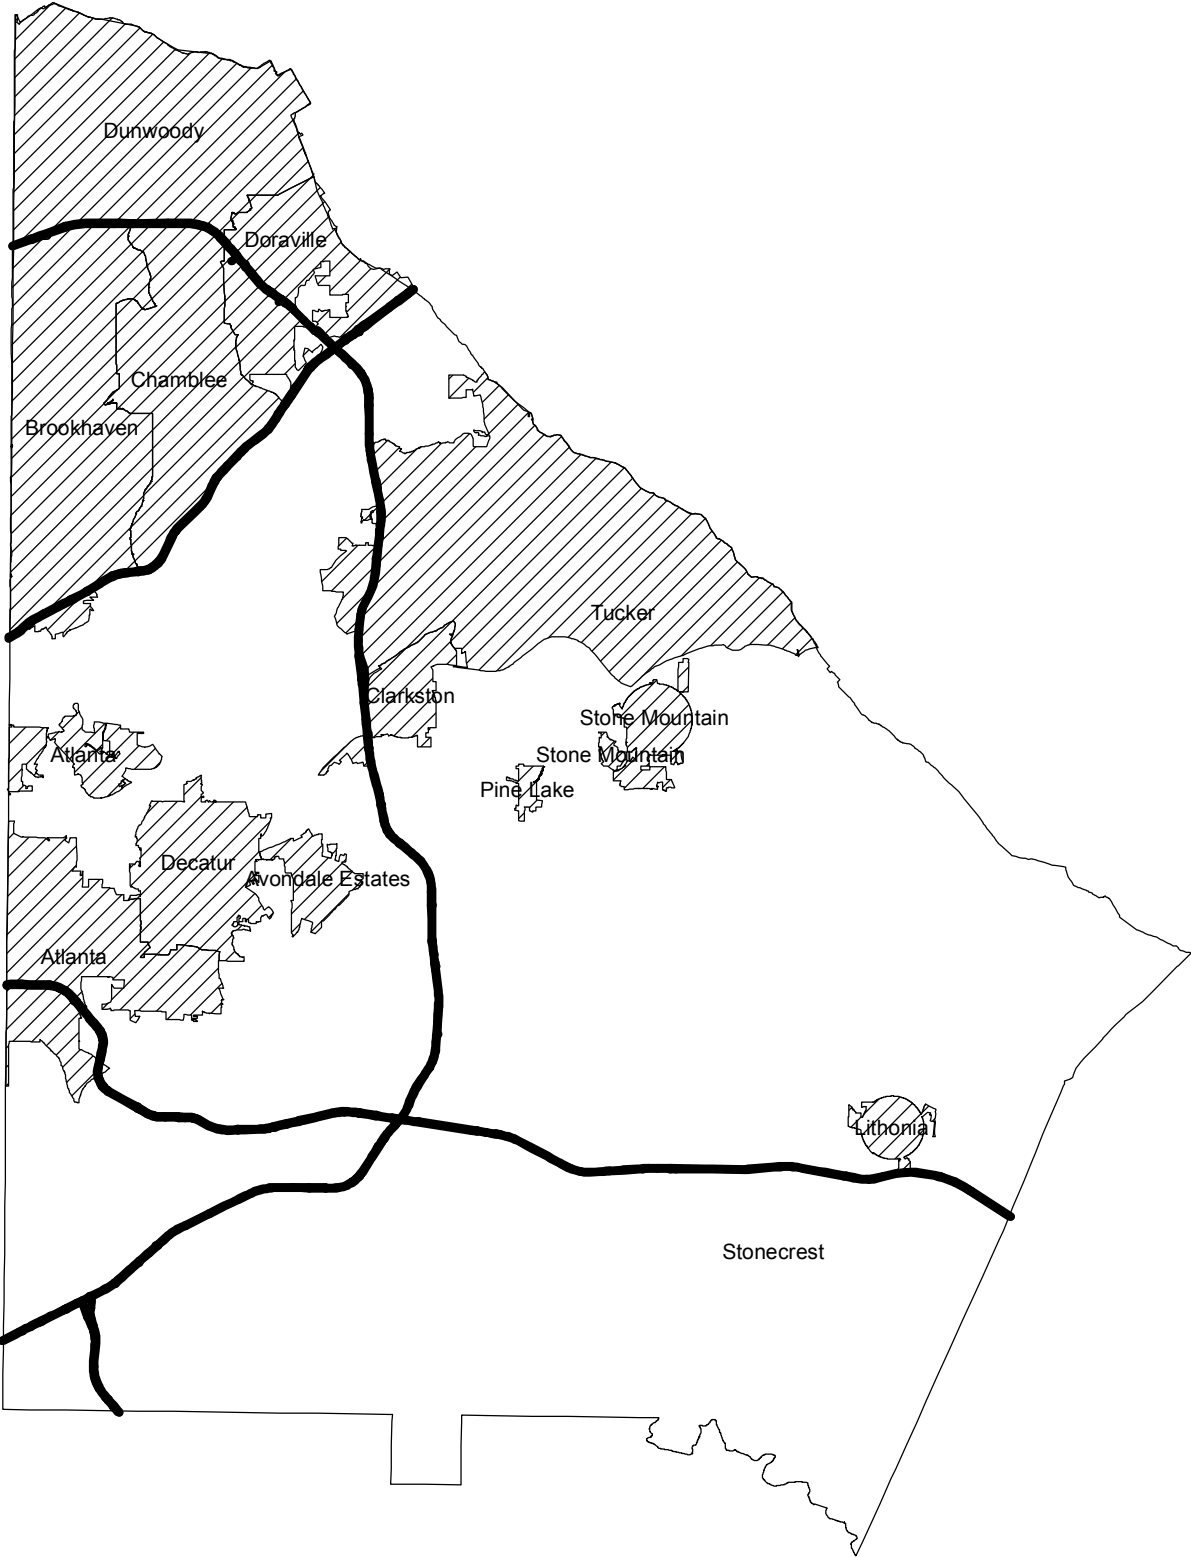 Dunwoody
Doraville
Chamblee
Brookhaven
Tucker
Clarkston
Stone Mountain
Atlanta
Stone Mountain
Pine Lake
Decatur
Avondale Estates
Atlanta
Lithonia
Stonecrest